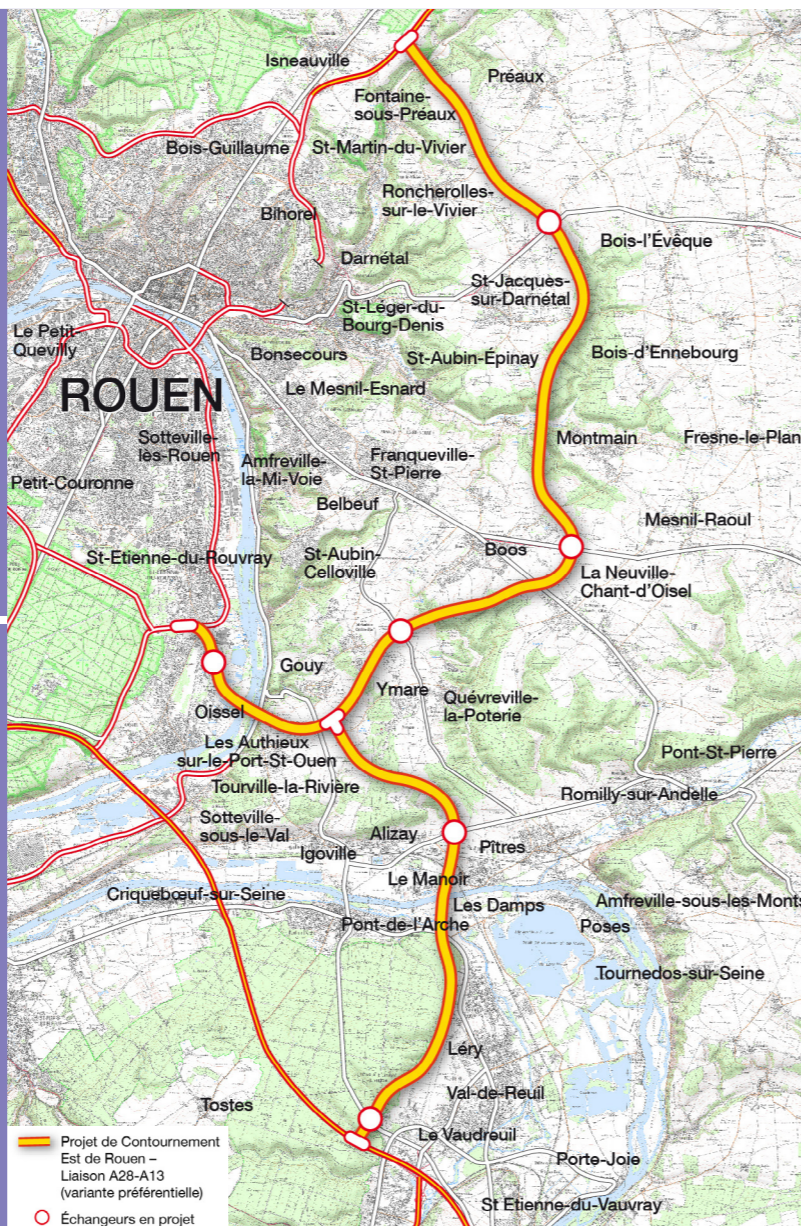 Isneauville
Préaux
Fontaine-
sous-Préaux
Bois-Guillaume
St-Martin-du-Vivier
Roncherolles-
sur-le-Vivier
Bihorel
Bois-l'Évêque
Darnétal
St-Jacques-
sur-Darnétal
St-Léger-du-
Bourg-Denis
Le Petit-
Quevilly
Bonsecours
St-Aubin-Épinay
Bois-d'Ennebourg
Le Mesnil-Esnard
ROUEN
Sotteville-
lès-Rouen
Montmain
Fresne-le-Plan
Amfreville-
la-Mi-Voie
Franqueville-
St-Pierre
Petit-Couronne
Belbeuf
Mesnil-Raoul
St-Etienne-du-Rouvray
St-Aubin-
Celloville
Boos
La Neuville-
Chant-d'Oisel
Gouy
Ymare
Quévreville-
la-Poterie
Oissel
Les Authieux
sur-le-Port-St-Ouen
Pont-St-Pierre
Tourville-la-Rivière
Romilly-sur-Andelle
Sotteville-
sous-le-Val
Alizay
Igoville
Pîtres
Le Manoir
Criquebœuf-sur-Seine
Les Damps
Amfreville-sous-les-Monts
Pont-de-l'Arche
Poses
Tournedos-sur-Seine
Léry
Val-de-Reuil
Tostes
Le Vaudreuil
Porte-Joie
St Etienne-du-Vauvray
Projet de Contournement
Est de Rouen –
Liaison A28-A13
(variante préférentielle)
Échangeurs en projet